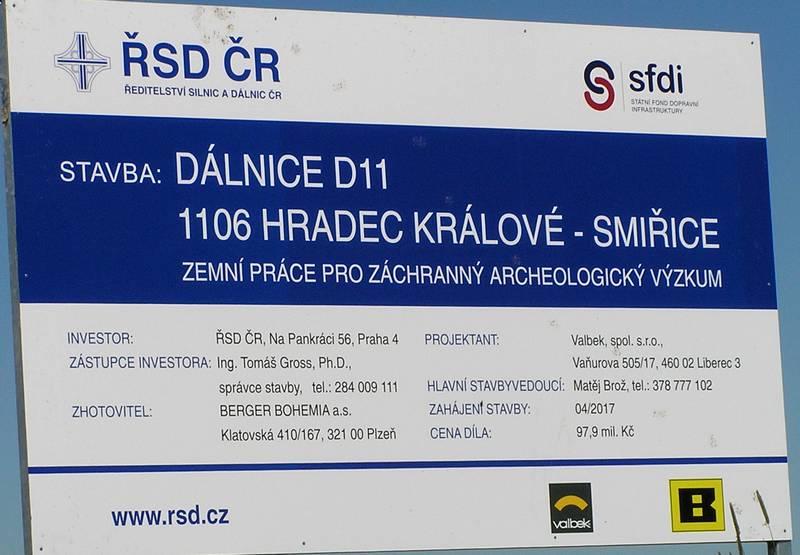 ŘSD ČR
ŘEDITELSTVÍ SILNIC A DÁLNIC ČR
sfdi
STÁTNÍ FOND DOPRAVNÍ
INFRASTRUKTURY
STAVBA: DÁLNICE D11
1106 HRADEC KRÁLOVÉ - SMIŘICE
ZEMNÍ PRÁCE PRO ZÁCHRANNÝ ARCHEOLOGICKÝ VÝZKUM
INVESTOR: ŘSD ČR, Na Pankráci 56, Praha 4
ZÁSTUPCE INVESTORA: Ing. Tomáš Gross, Ph.D.,
správce stavby, tel.: 284 009 111
ZHOTOVITEL: BERGER BOHEMIA a.s.
Klatovská 410/167, 321 00 Plzeň
PROJEKTANT: Valbek, spol. s.r.o.,
Vaňurova 505/17, 460 02 Liberec 3
HLAVNÍ STAVBYVEDOUCÍ: Matěj Brož, tel.: 378 777 102
ZAHÁJENÍ STAVBY: 04/2017
CENA DÍLA: 97,9 mil. Kč
www.rsd.cz
valbek
B